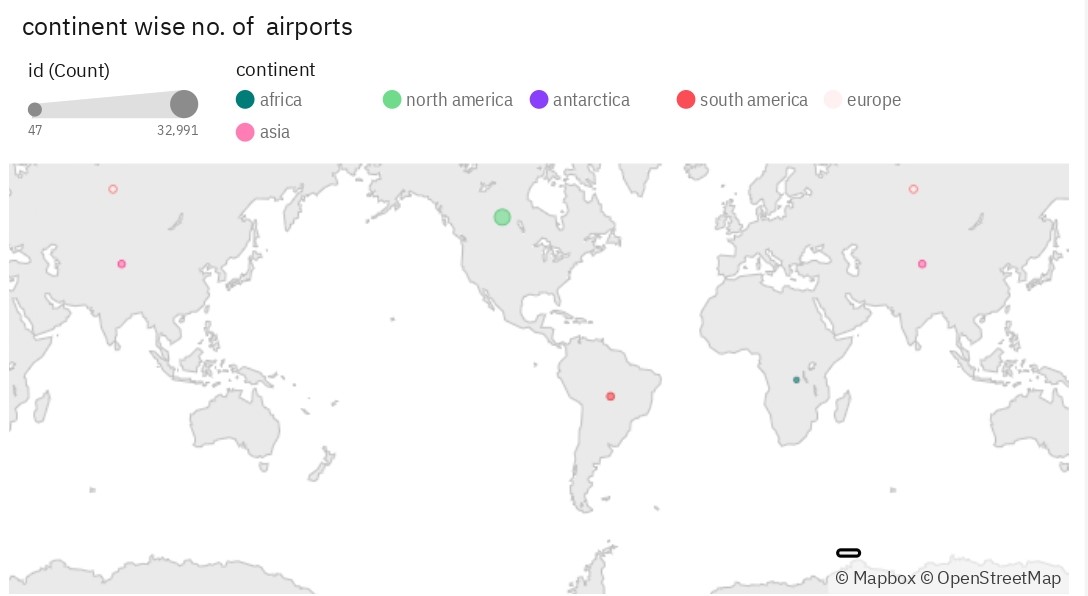 continent wise no. of  airports
id (Count)
47 32,991
continent
africa north america antarctica south america europe
asia
© Mapbox © OpenStreetMap